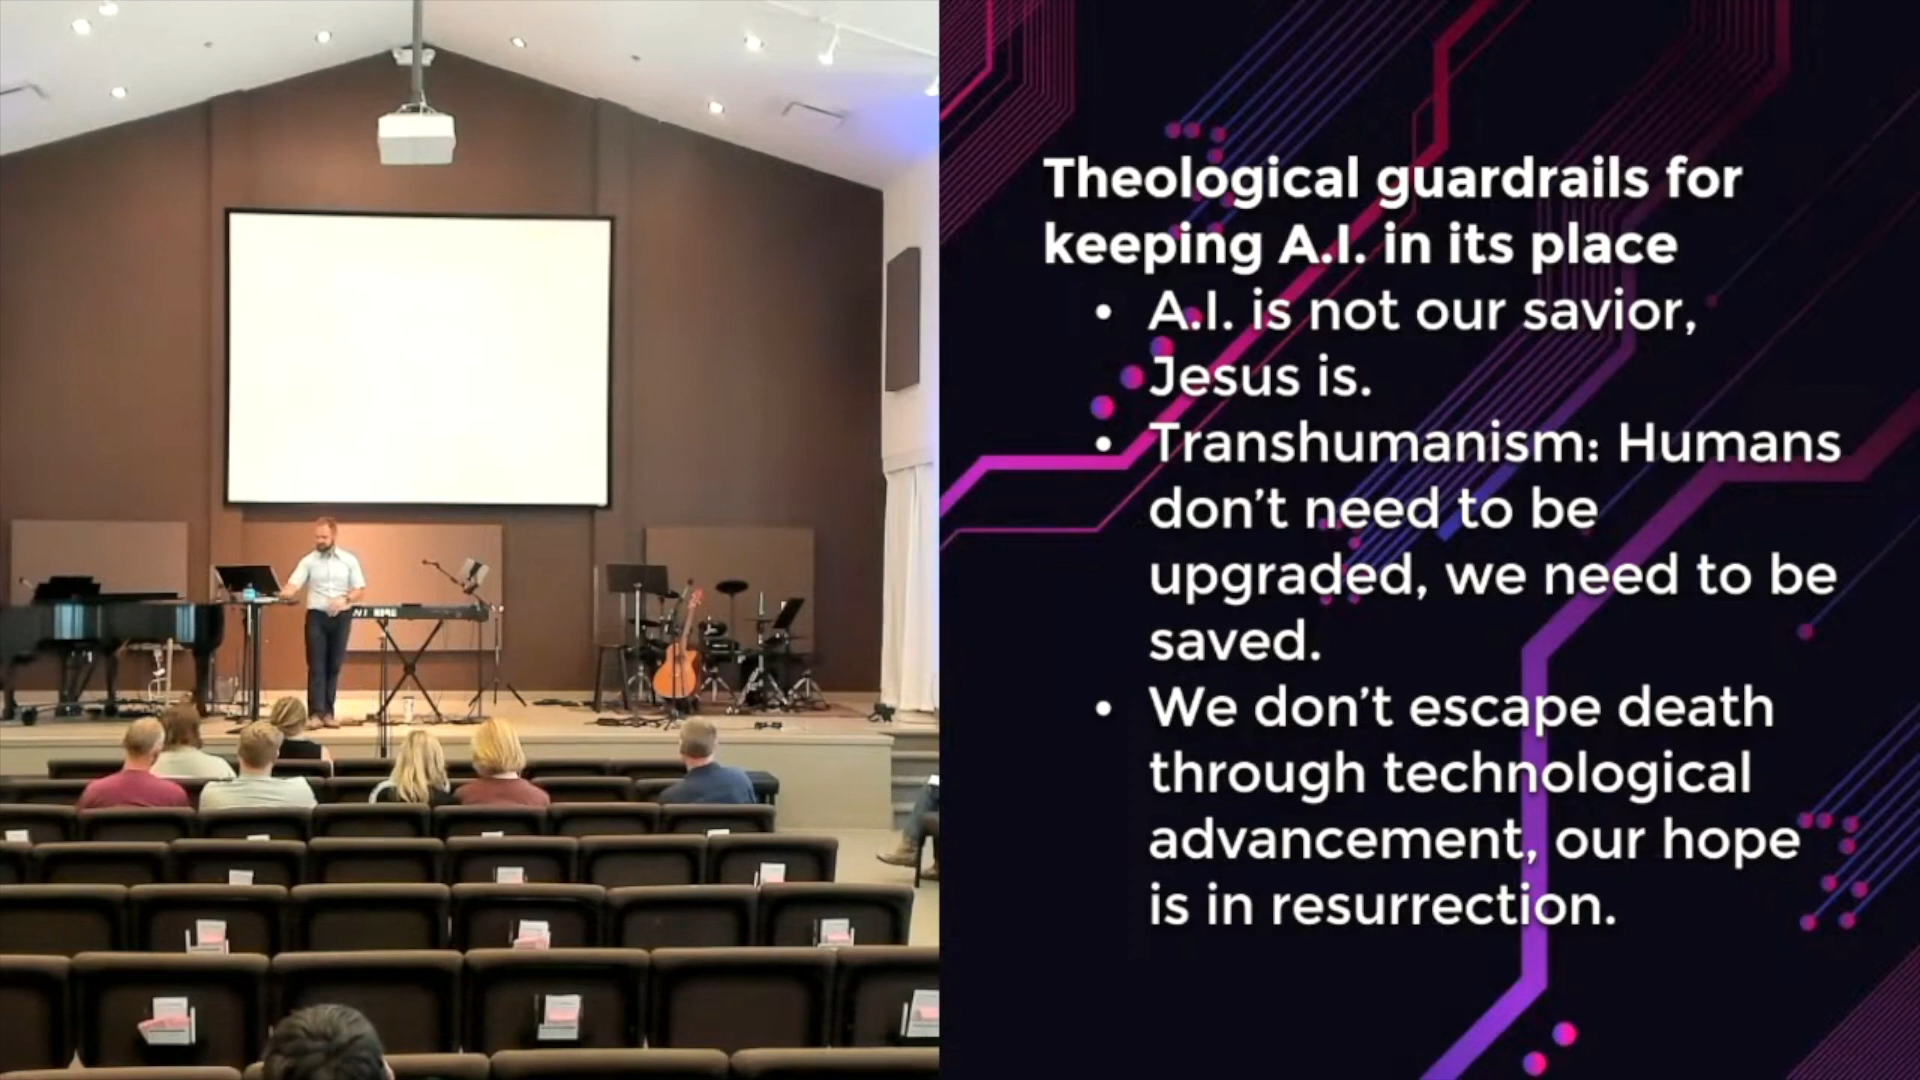 Theological guardrails for
keeping A.I. in its place
• A.I. is not our savior,
Jesus is.
• Transhumanism: Humans
don’t need to be
upgraded, we need to be
saved.
• We don’t escape death
through technological
advancement, our hope
is in resurrection.